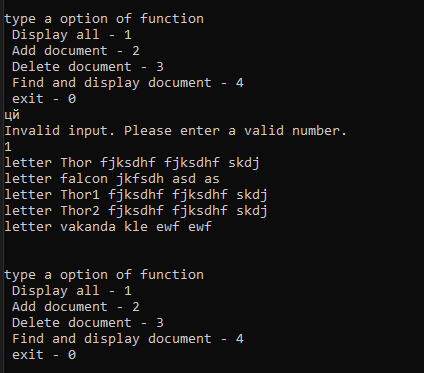 type a option of function
Display all - 1
Add document - 2
Delete document - 3
Find and display document - 4
exit - 0
цй
Invalid input. Please enter a valid number.
1
letter Thor fjksdhf fjksdhf skdj
letter falcon jkfsdh asd as
letter Thor1 fjksdhf fjksdhf skdj
letter Thor2 fjksdhf fjksdhf skdj
letter vakanda kle ewf ewf
type a option of function
Display all - 1
Add document - 2
Delete document - 3
Find and display document - 4
exit - 0